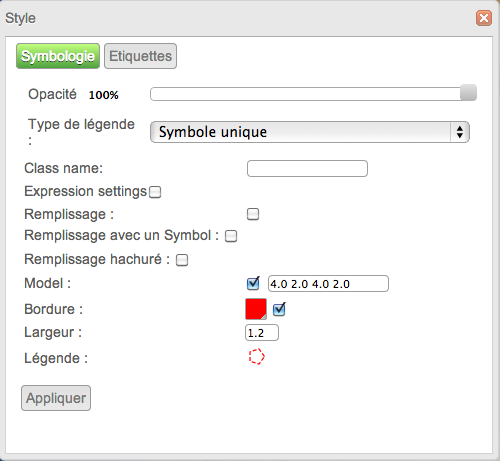 Style
Symbologie Etiquettes
Opacité 100%
Type de légende : Symbole unique
Class name:
Expression settings
Remplissage :
Remplissage avec un Symbol :
Remplissage hachuré :
Model : 4.0 2.0 4.0 2.0
Bordure :
Largeur : 1.2
Légende :
Appliquer